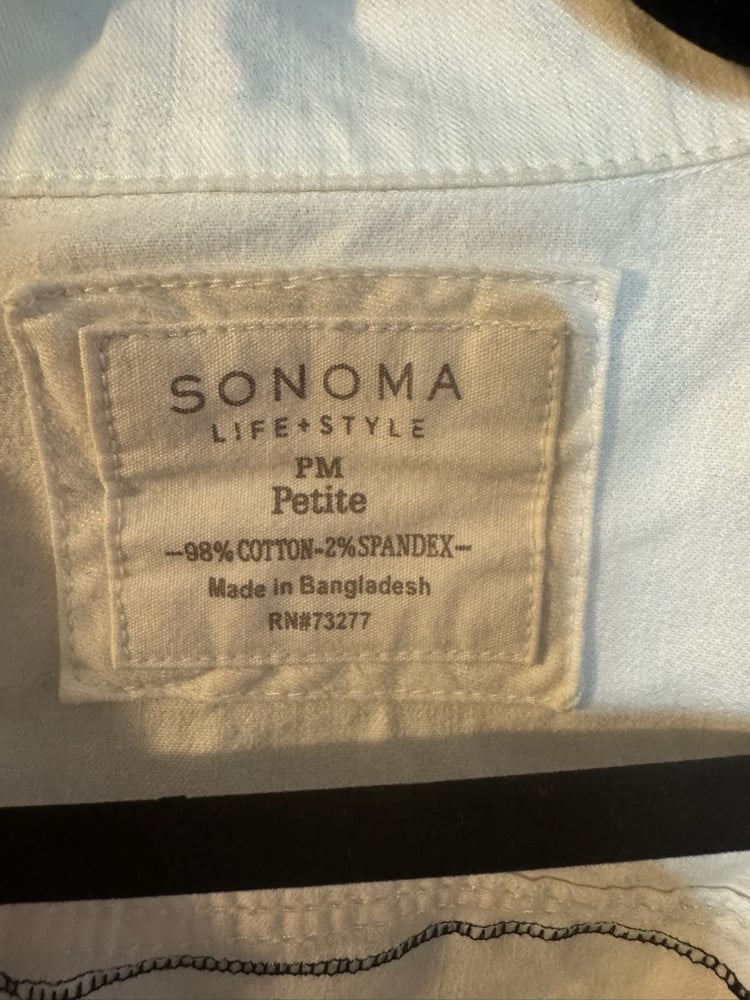 SONOMA
LIFE+STYLE
PM
Petite
-98% COTTON-2% SPANDEX-
Made in Bangladesh
RN#73277